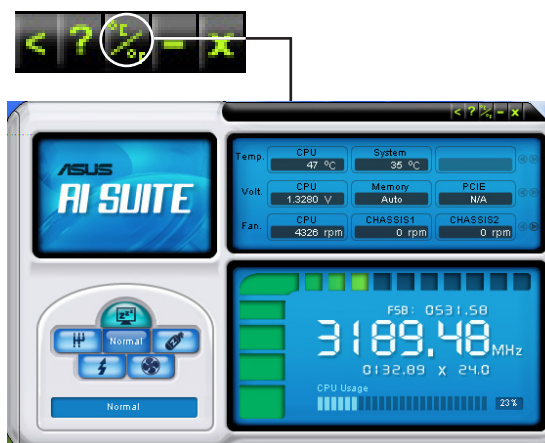 < ? °C/°F - x
< ? °C/°F - x
ASUS
AI SUITE
Temp. CPU System
47 °C 35 °C
Volt. CPU Memory PCIE
1.3280 V Auto N/A
Fan. CPU CHASSIS1 CHASSIS2
4326 rpm 0 rpm 0 rpm
zzz
Normal
Normal
FSB: 0531.58
3189.48 MHz
0132.89 x 24.0
CPU Usage
23%